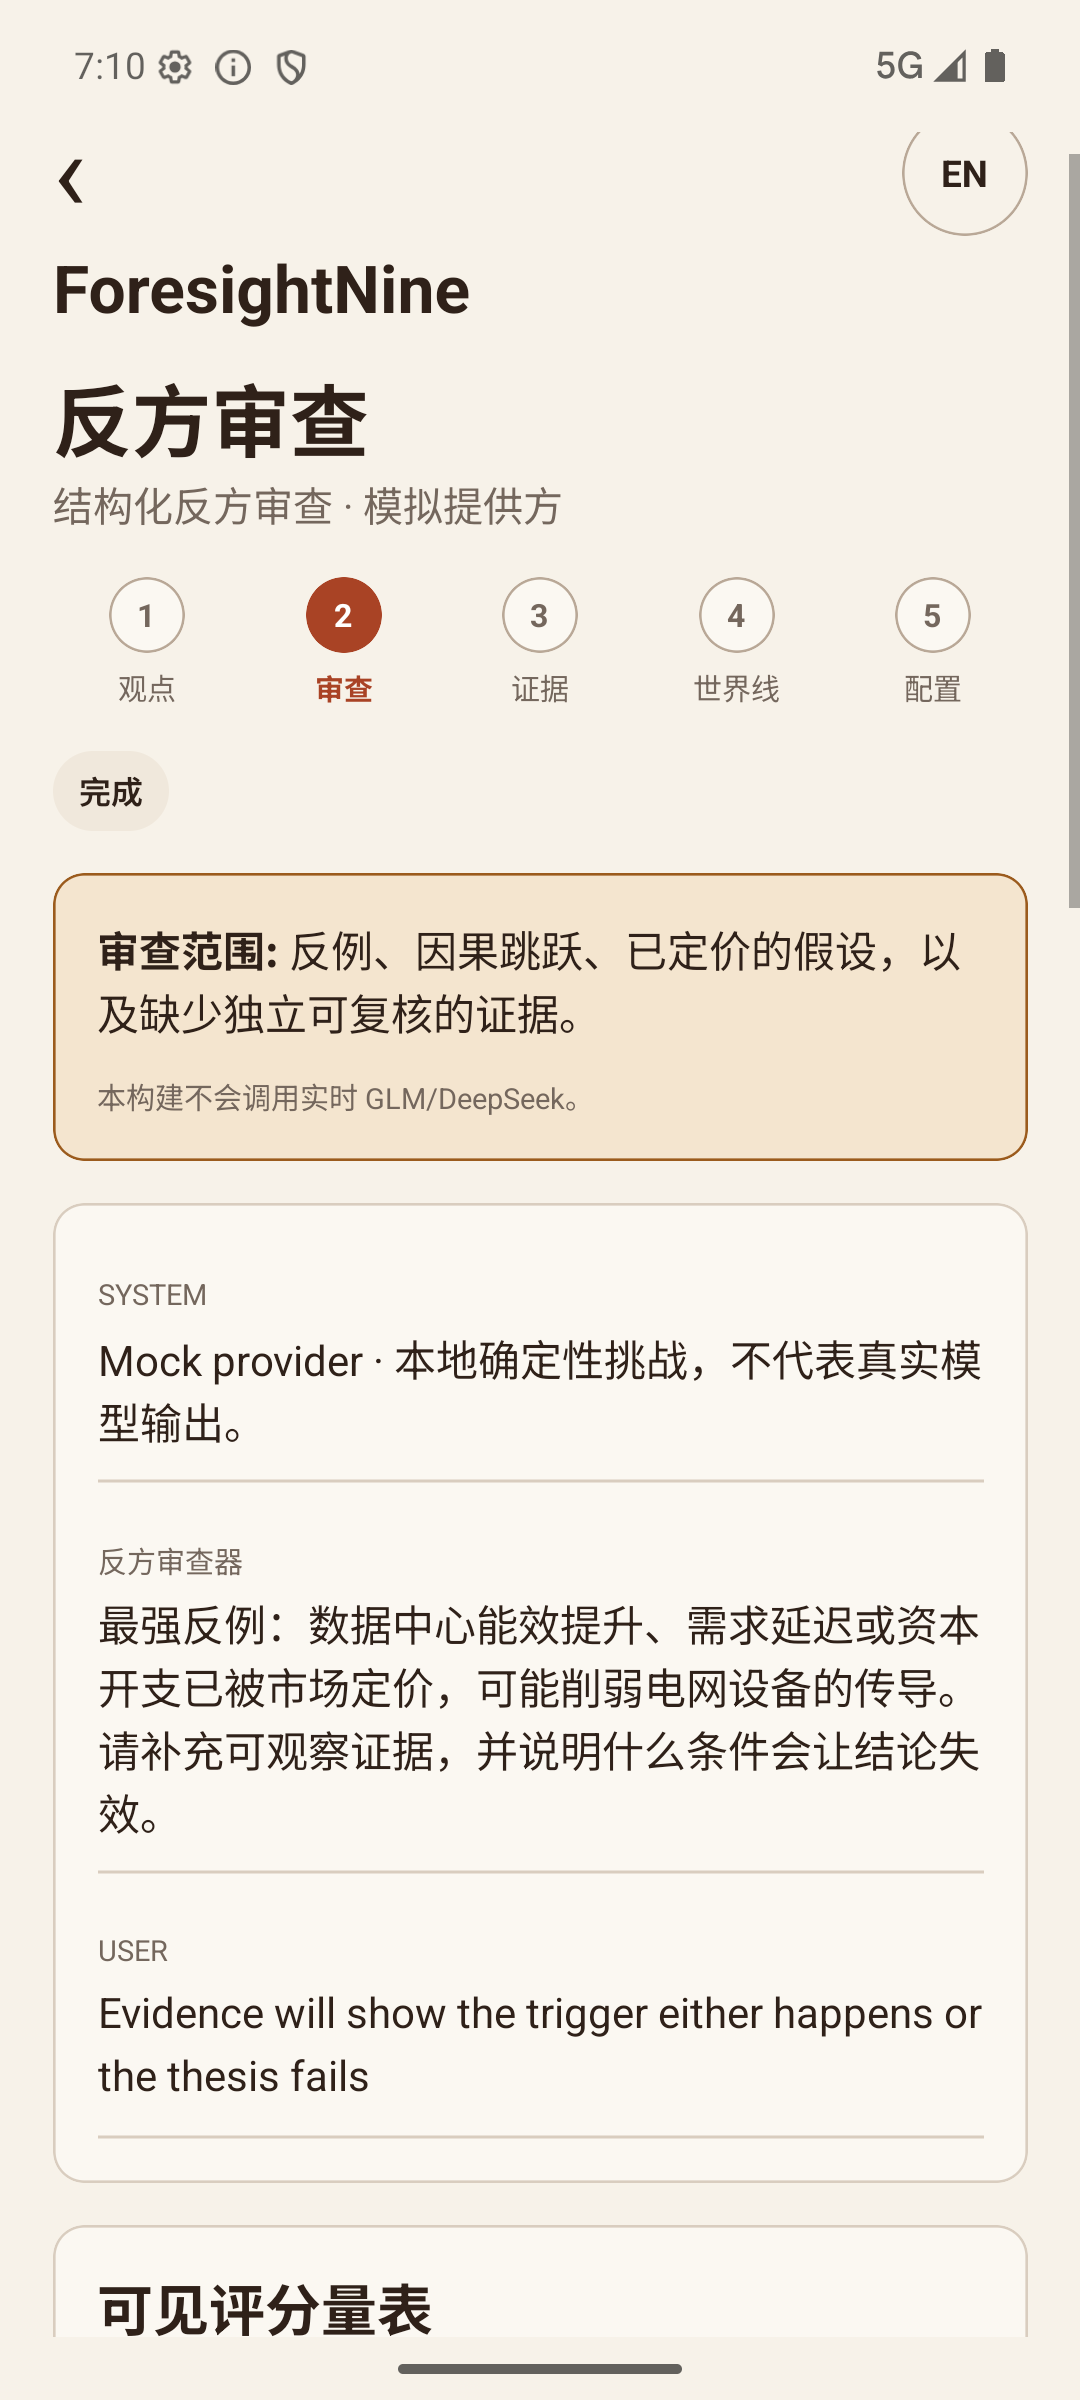 7:10
5G
❮
EN
ForesightNine
反方审查
结构化反方审查 · 模拟提供方
1 2 3 4 5
观点 审查 证据 世界线 配置
完成
审查范围: 反例、因果跳跃、已定价的假设，以
及缺少独立可复核的证据。
本构建不会调用实时 GLM/DeepSeek。
SYSTEM
Mock provider · 本地确定性挑战，不代表真实模
型输出。
反方审查器
最强反例：数据中心能效提升、需求延迟或资本
开支已被市场定价，可能削弱电网设备的传导。
请补充可观察证据，并说明什么条件会让结论失
效。
USER
Evidence will show the trigger either happens or
the thesis fails
可见评分量表